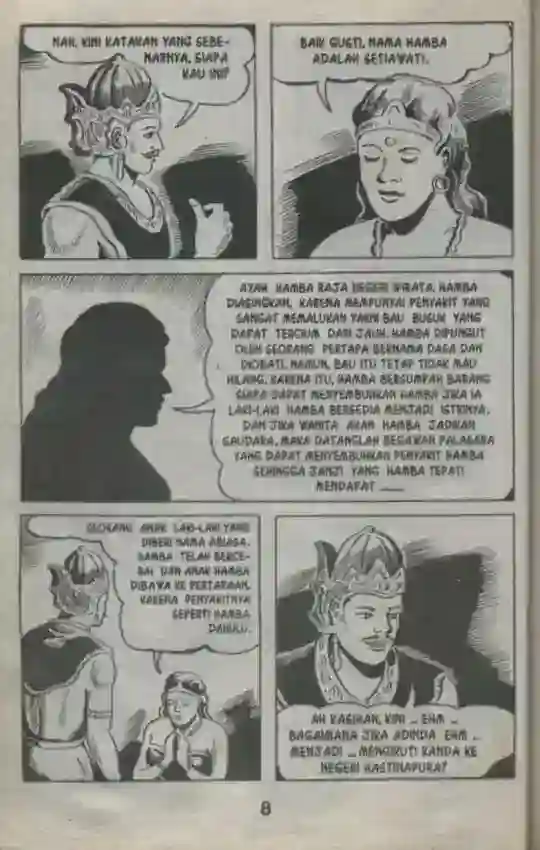 NAH, KINI KATAKAN YANG SEBE-
NARNYA, SIAPA
KAU INI?
BAIK GUSTI, NAMA HAMBA
ADALAH SETIAWATI.
AYAH HAMBA RAJA NEGERI WIRATA. HAMBA
DIASINGKAN, KARENA MEMPUNYAI PENYAKIT YANG
SANGAT MEMALUKAN YAKNI BAU BUSUK YANG
DAPAT TERCIUM DARI JAUH. HAMBA DIPUNGUT
OLEH SEORANG PERTAPA BERNAMA DASA DAN
DIOBATI. NAMUN, BAU ITU TETAP TIDAK MAU
HILANG. KARENA ITU, HAMBA BERSUMPAH BARANG
SIAPA DAPAT MENYEMBUHKAN HAMBA JIKA IA
LAKI-LAKI HAMBA BERSEDIA MENJADI ISTRINYA.
DAN JIKA WANITA AKAN HAMBA JADIKAN
SAUDARA. MAKA DATANGLAH BEGAWAN PALASARA
YANG DAPAT MENYEMBUHKAN PENYAKIT HAMBA
SEHINGGA JANJI YANG HAMBA TEPATI
MENDAPAT ......
SEORANG ANAK LAKI-LAKI YANG
DIBERI NAMA ABIASA.
HAMBA TELAH BERCE-
RAI DAN ANAK HAMBA
DIBAWA KE PERTAPAAN,
KARENA PENYAKITNYA
SEPERTI HAMBA
DAHULU.
AH KASIHAN, KINI ... EHM ...
BAGAIMANA JIKA ADINDA EHM ...
MENJADI ... MENGIKUTI KANDA KE
NEGERI HASTINAPURA?
8